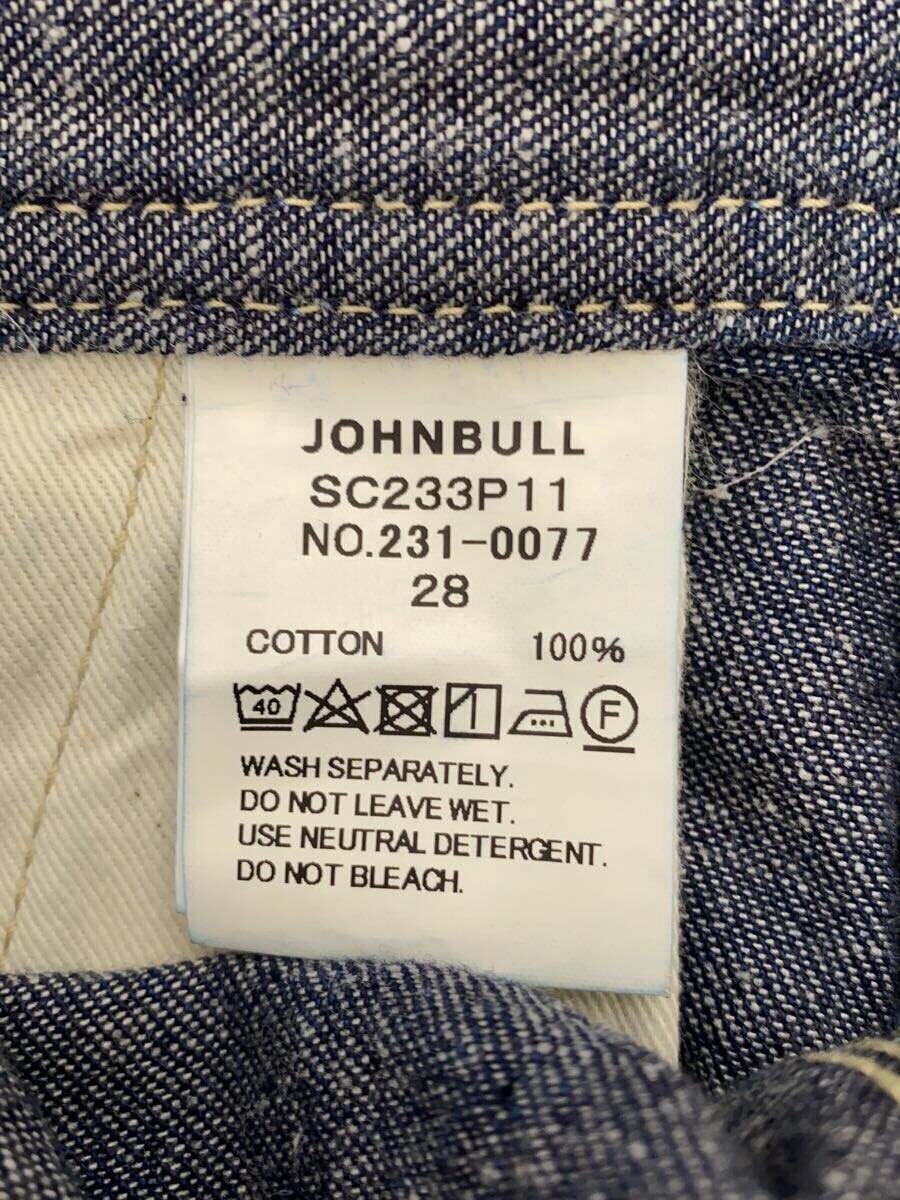 JOHNBULL
SC233P11
NO.231-0077
28
COTTON 100%
40 F
WASH SEPARATELY.
DO NOT LEAVE WET.
USE NEUTRAL DETERGENT.
DO NOT BLEACH.